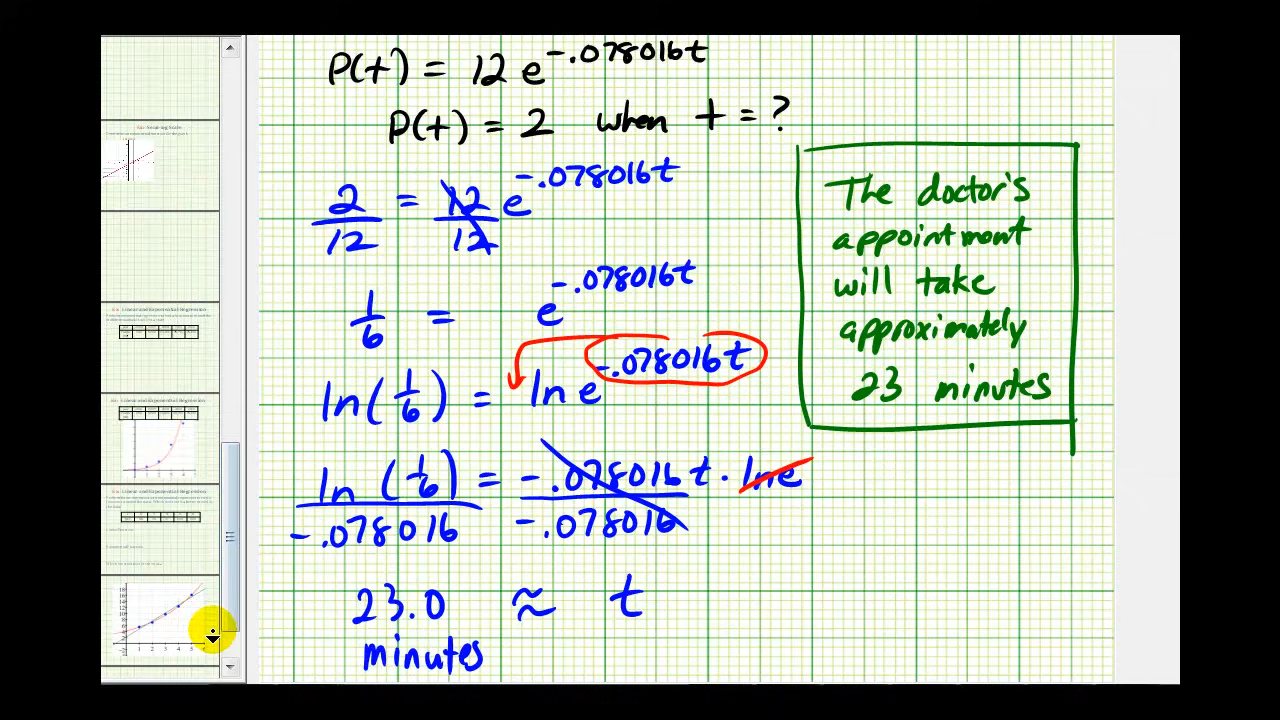 P(t) = 12 e^-.078016t
P(t) = 2 when t = ?
2/12 = 12/12 e^-.078016t
1/6 = e^-.078016t
ln(1/6) = ln e^-.078016t
ln(1/6)/-.078016 = -.078016t/-.078016 · ln e
23.0 ≈ t
minutes
The doctor's
appointment
will take
approximately
23 minutes